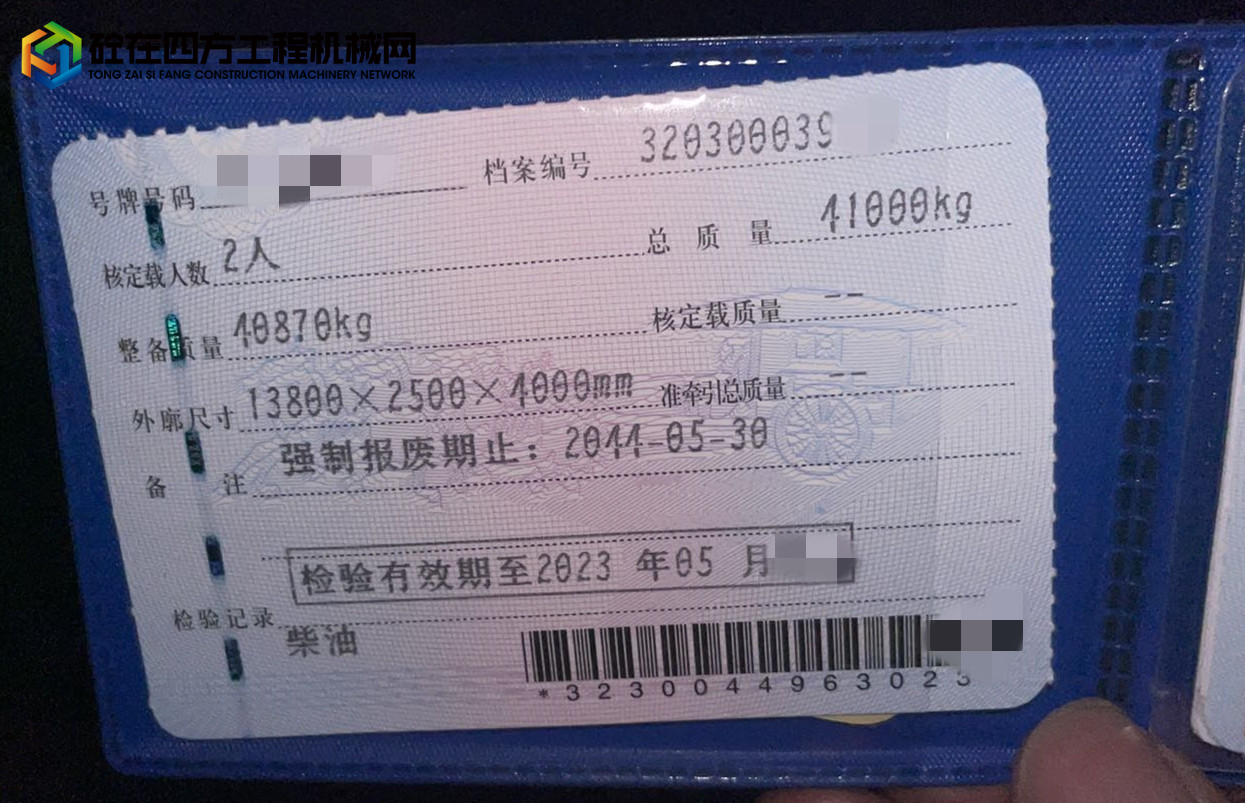 砼在四方工程机械网
TONG ZAI SI FANG CONSTRUCTION MACHINERY NETWORK
号牌号码 档案编号 320300039
核定载人数 2人 总质量 41000kg
整备质量 40870kg 核定载质量 --
外廓尺寸 13800×2500×4000mm 准牵引总质量 --
备注 强制报废期止：2044-05-30
检验有效期至2023 年05 月
检验记录
柴油
*3230044963023